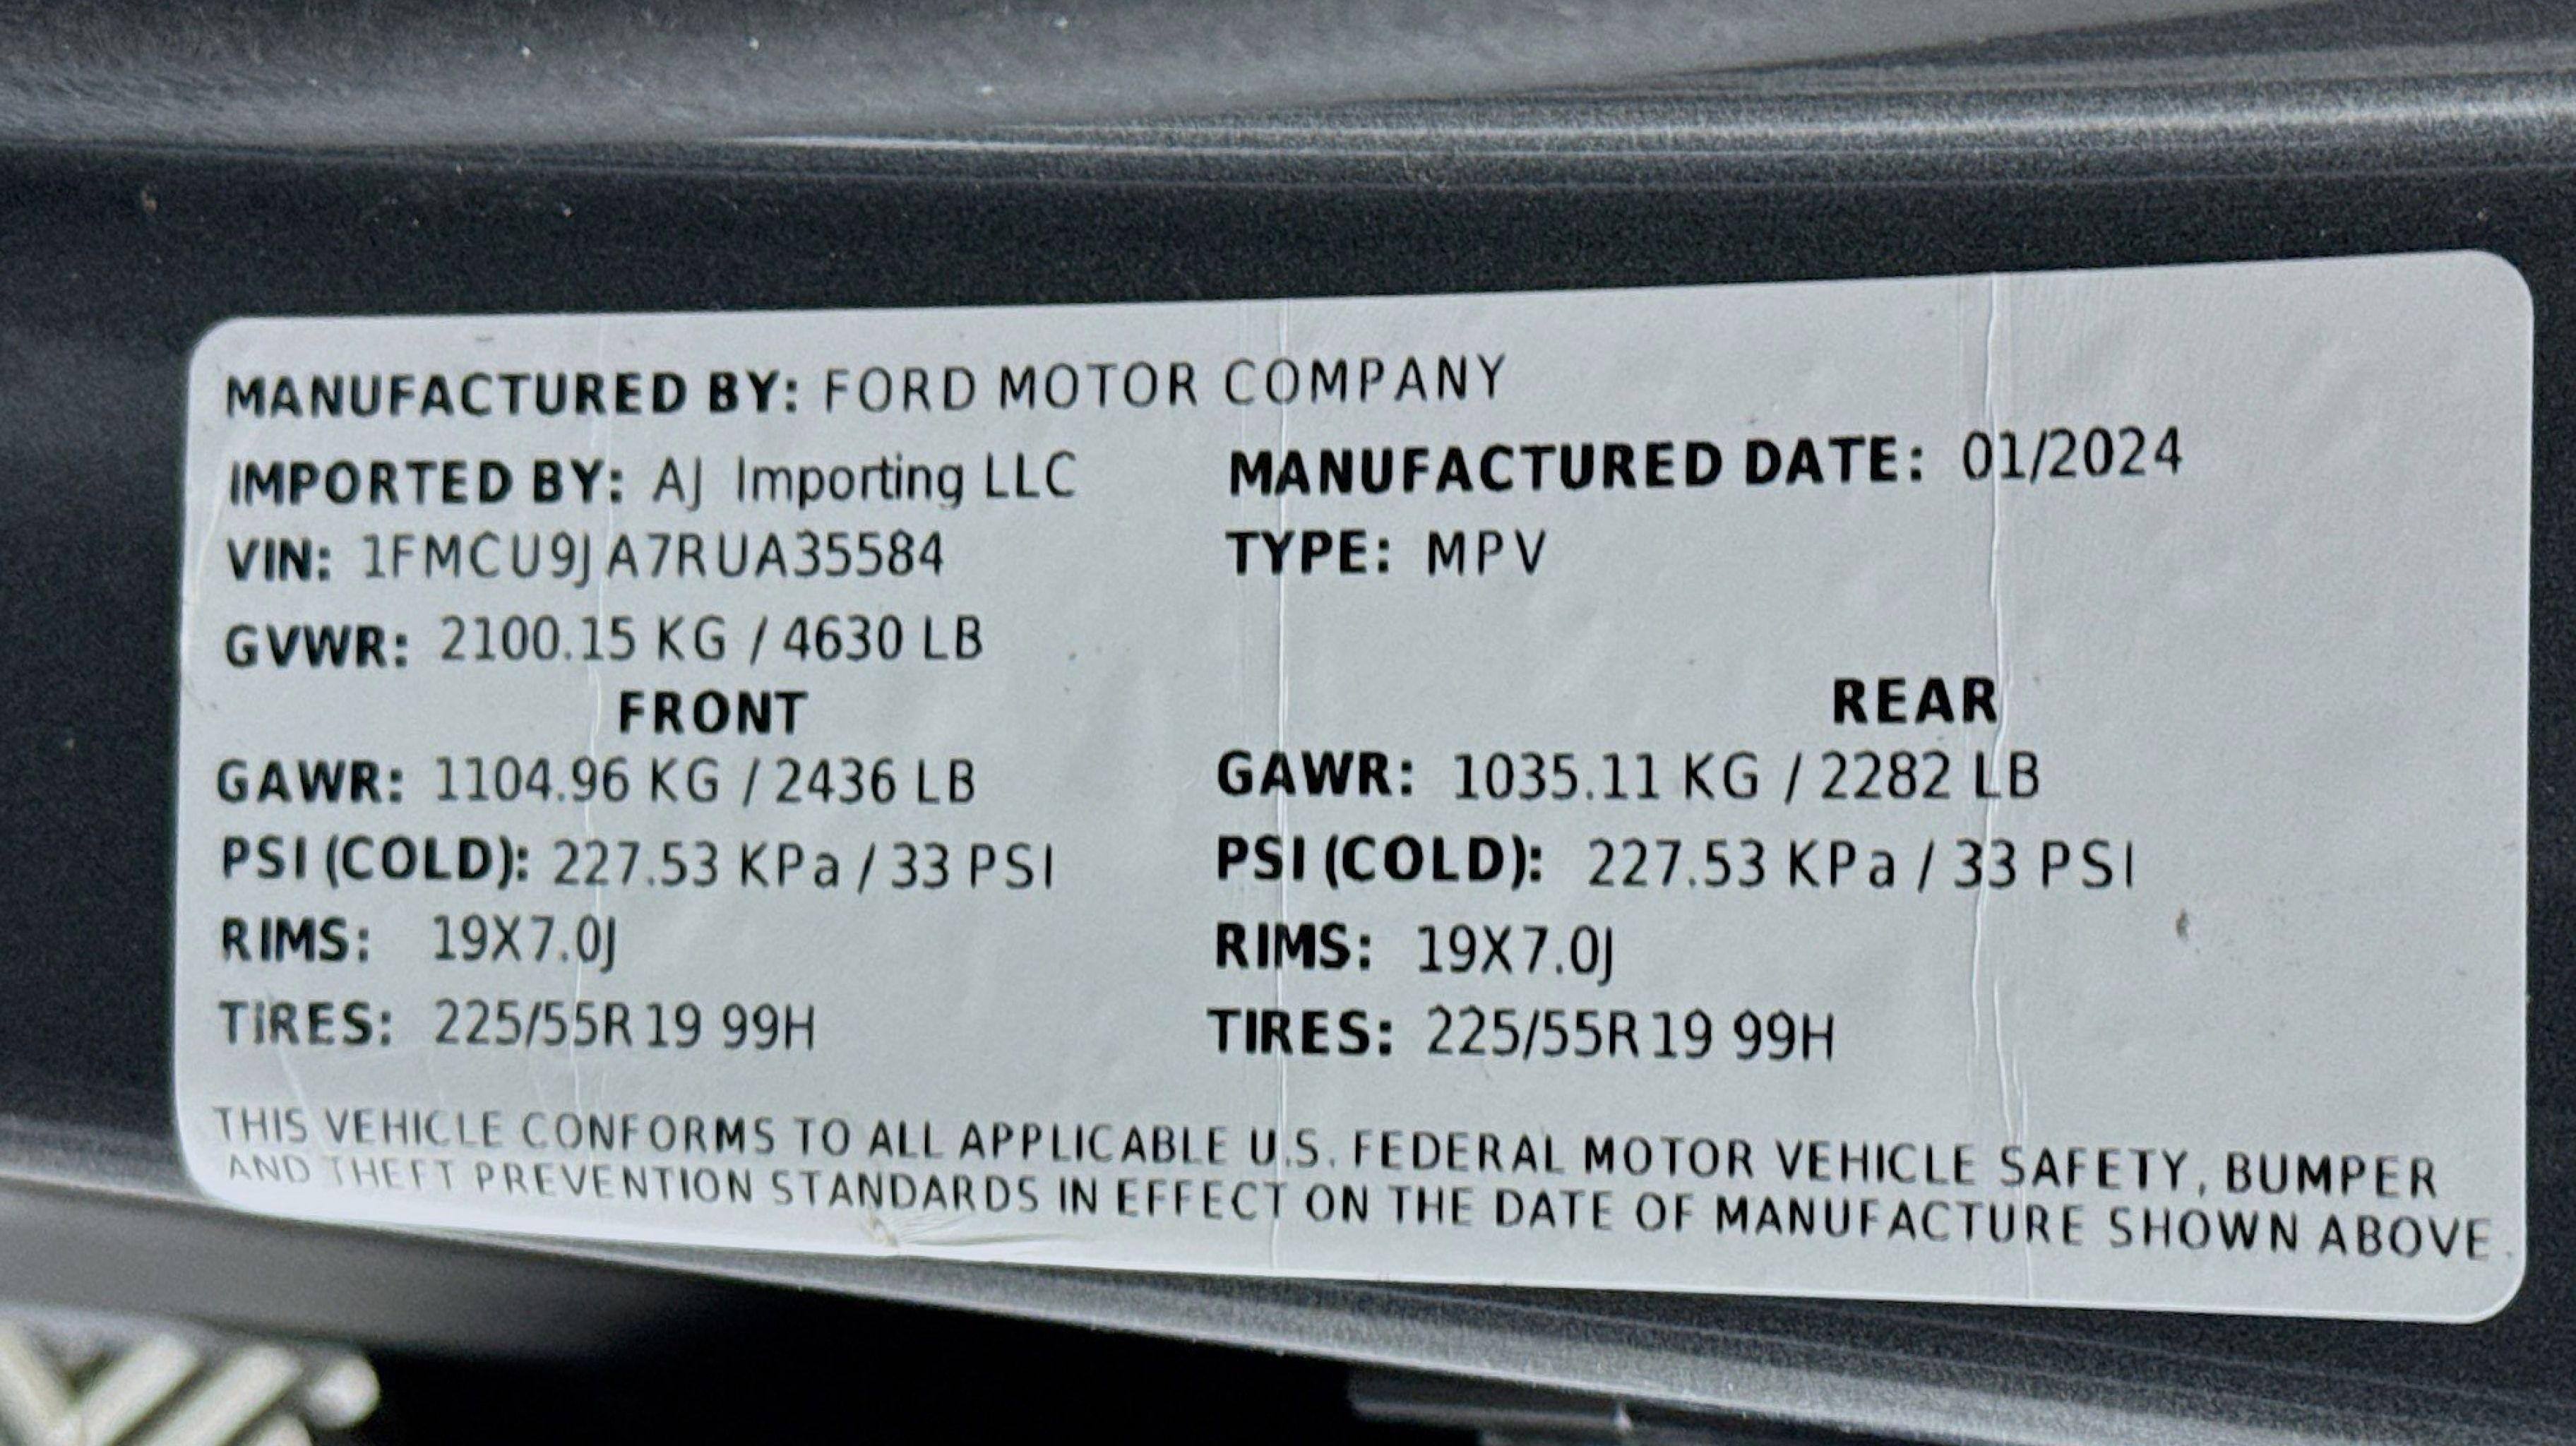 MANUFACTURED BY: FORD MOTOR COMPANY
IMPORTED BY: AJ Importing LLC MANUFACTURED DATE: 01/2024
VIN: 1FMCU9JA7RUA35584 TYPE: MPV
GVWR: 2100.15 KG / 4630 LB
FRONT REAR
GAWR: 1104.96 KG / 2436 LB GAWR: 1035.11 KG / 2282 LB
PSI (COLD): 227.53 KPa / 33 PSI PSI (COLD): 227.53 KPa / 33 PSI
RIMS: 19X7.0J RIMS: 19X7.0J
TIRES: 225/55R19 99H TIRES: 225/55R19 99H
THIS VEHICLE CONFORMS TO ALL APPLICABLE U.S. FEDERAL MOTOR VEHICLE SAFETY, BUMPER
AND THEFT PREVENTION STANDARDS IN EFFECT ON THE DATE OF MANUFACTURE SHOWN ABOVE.